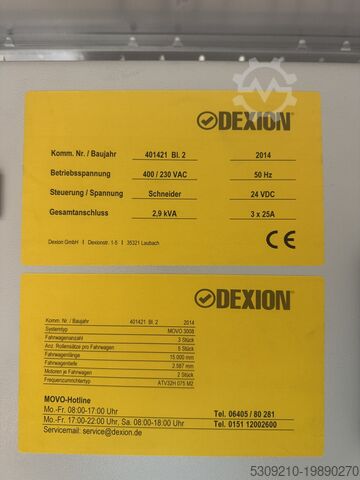 DEXION
Komm. Nr. / Baujahr 401421 Bl. 2 2014
Betriebsspannung 400 / 230 VAC 50 Hz
Steuerung / Spannung Schneider 24 VDC
Gesamtanschluss 2,9 kVA 3 x 25A
Dexion GmbH I Dexionstr. 1-5 I 35321 Laubach CE
DEXION
Komm. Nr. / Baujahr 401421 Bl. 2 2014
Systemtyp MOVO 3008
Fahrwagenanzahl 3 Stück
Anz. Rollensätze pro Fahrwagen 8 Stück
Fahrwagenlänge 15.000 mm
Fahrwagentiefe 2.587 mm
Motoren je Fahrwagen 2 Stück
Frequenzumrichtertyp ATV32H 075 M2
MOVO-Hotline
Mo.-Fr. 08:00-17:00 Uhr Tel. 06405 / 80 281
Mo.-Fr. 17:00-22:00 Uhr, Sa. 08:00-18:00 Uhr Tel. 0151 12002600
Servicemail: service@dexion.de
5309210-19890270